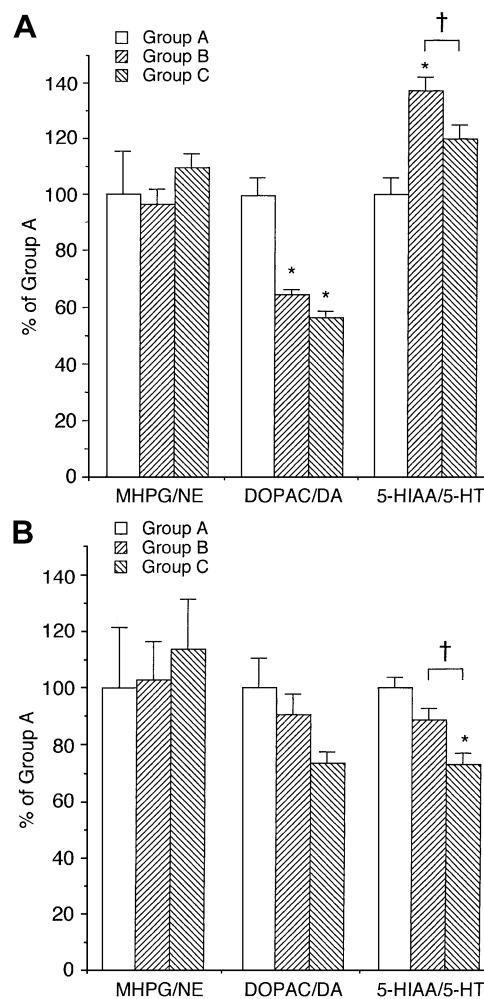 A
Group A
Group B
Group C
†
*
140
120
100
80
60
40
20
0
% of Group A
* *
MHPG/NE DOPAC/DA 5-HIAA/5-HT
B
Group A
Group B
Group C
140
120
100
80
60
40
20
0
% of Group A
†
*
MHPG/NE DOPAC/DA 5-HIAA/5-HT